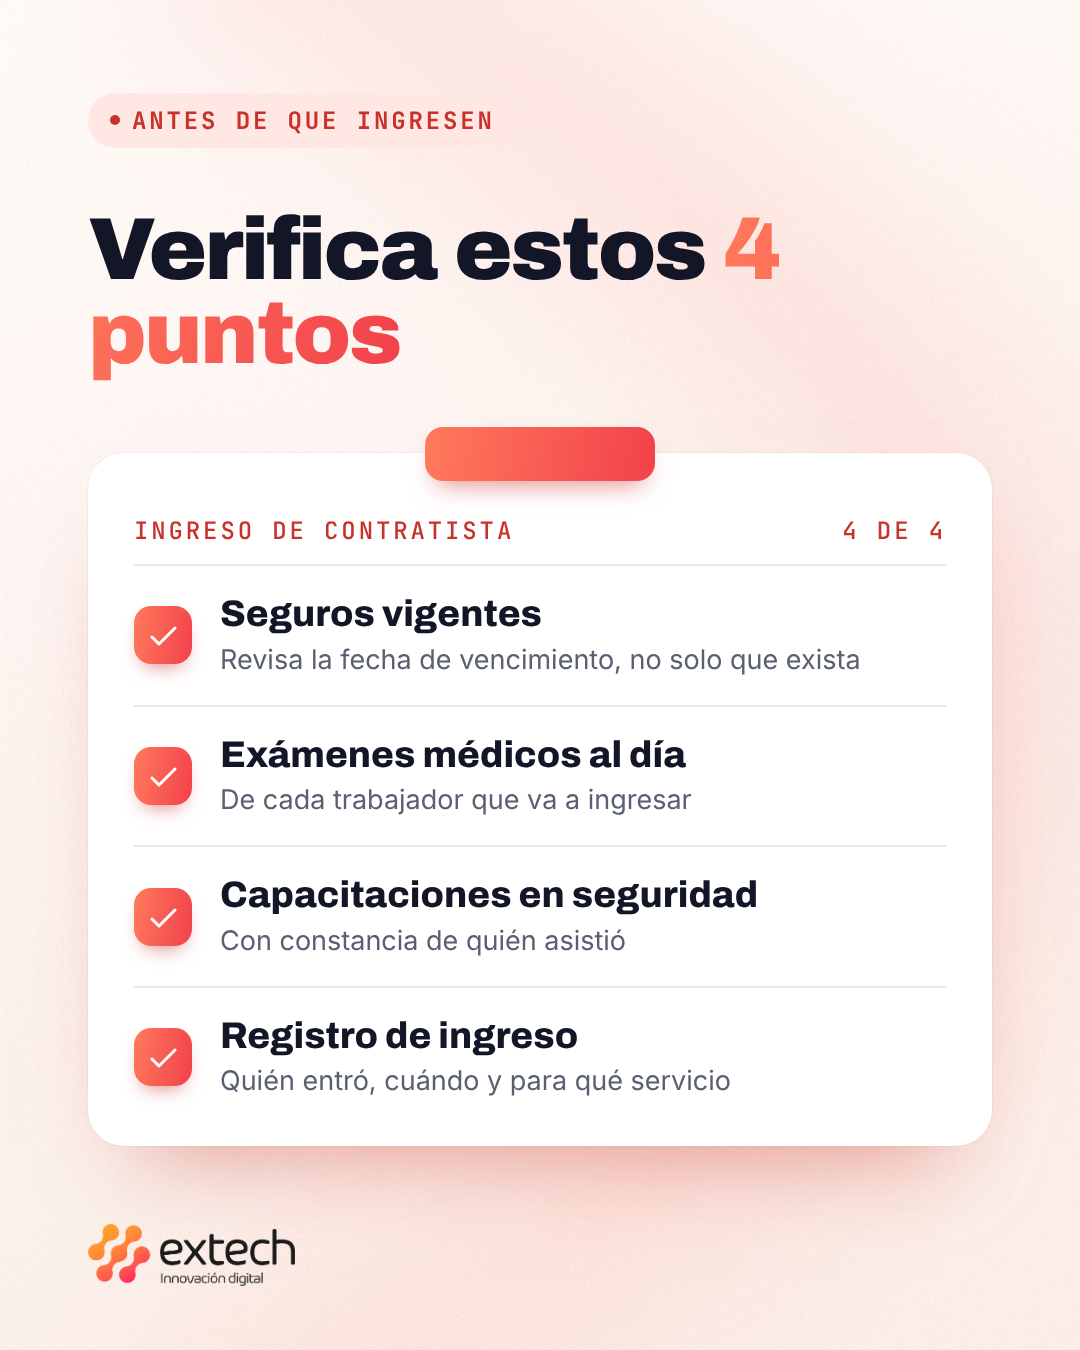 ANTES DE QUE INGRESEN
Verifica estos 4
puntos
INGRESO DE CONTRATISTA
4 DE 4
Seguros vigentes
Revisa la fecha de vencimiento, no solo que exista
Exámenes médicos al día
De cada trabajador que va a ingresar
Capacitaciones en seguridad
Con constancia de quién asistió
Registro de ingreso
Quién entró, cuándo y para qué servicio
extech
Innovación digital